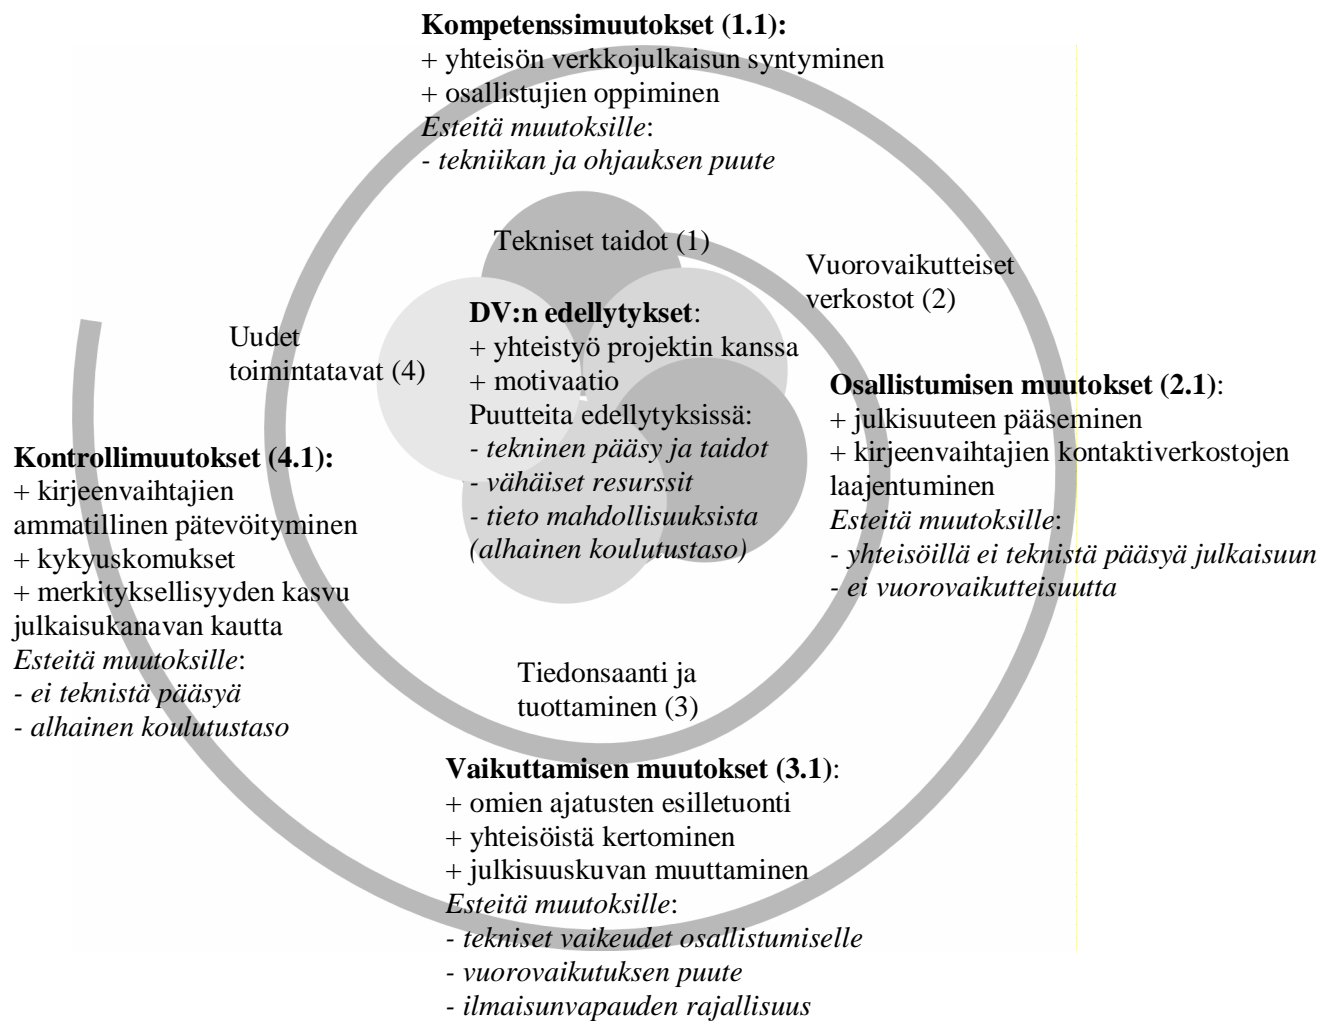 Kompetenssimuutokset (1.1):
+ yhteisön verkkojulkaisun syntyminen
+ osallistujien oppiminen
Esteitä muutoksille:
- tekniikan ja ohjauksen puute
Tekniset taidot (1)
Vuorovaikutteiset
verkostot (2)
DV:n edellytykset:
+ yhteistyö projektin kanssa
+ motivaatio
Puutteita edellytyksissä:
- tekninen pääsy ja taidot
- vähäiset resurssit
- tieto mahdollisuuksista
(alhainen koulutustaso)
Uudet
toimintatavat (4)
Osallistumisen muutokset (2.1):
+ julkisuuteen pääseminen
+ kirjeenvaihtajien kontaktiverkostojen
laajentuminen
Esteitä muutoksille:
- yhteisöillä ei teknistä pääsyä julkaisuun
- ei vuorovaikutteisuutta
Kontrollimuutokset (4.1):
+ kirjeenvaihtajien
ammatillinen pätevöityminen
+ kykyuskomukset
+ merkityksellisyyden kasvu
julkaisukanavan kautta
Esteitä muutoksille:
- ei teknistä pääsyä
- alhainen koulutustaso
Tiedonsaanti ja
tuottaminen (3)
Vaikuttamisen muutokset (3.1):
+ omien ajatusten esilletuonti
+ yhteisöistä kertominen
+ julkisuuskuvan muuttaminen
Esteitä muutoksille:
- tekniset vaikeudet osallistumiselle
- vuorovaikutuksen puute
- ilmaisunvapauden rajallisuus